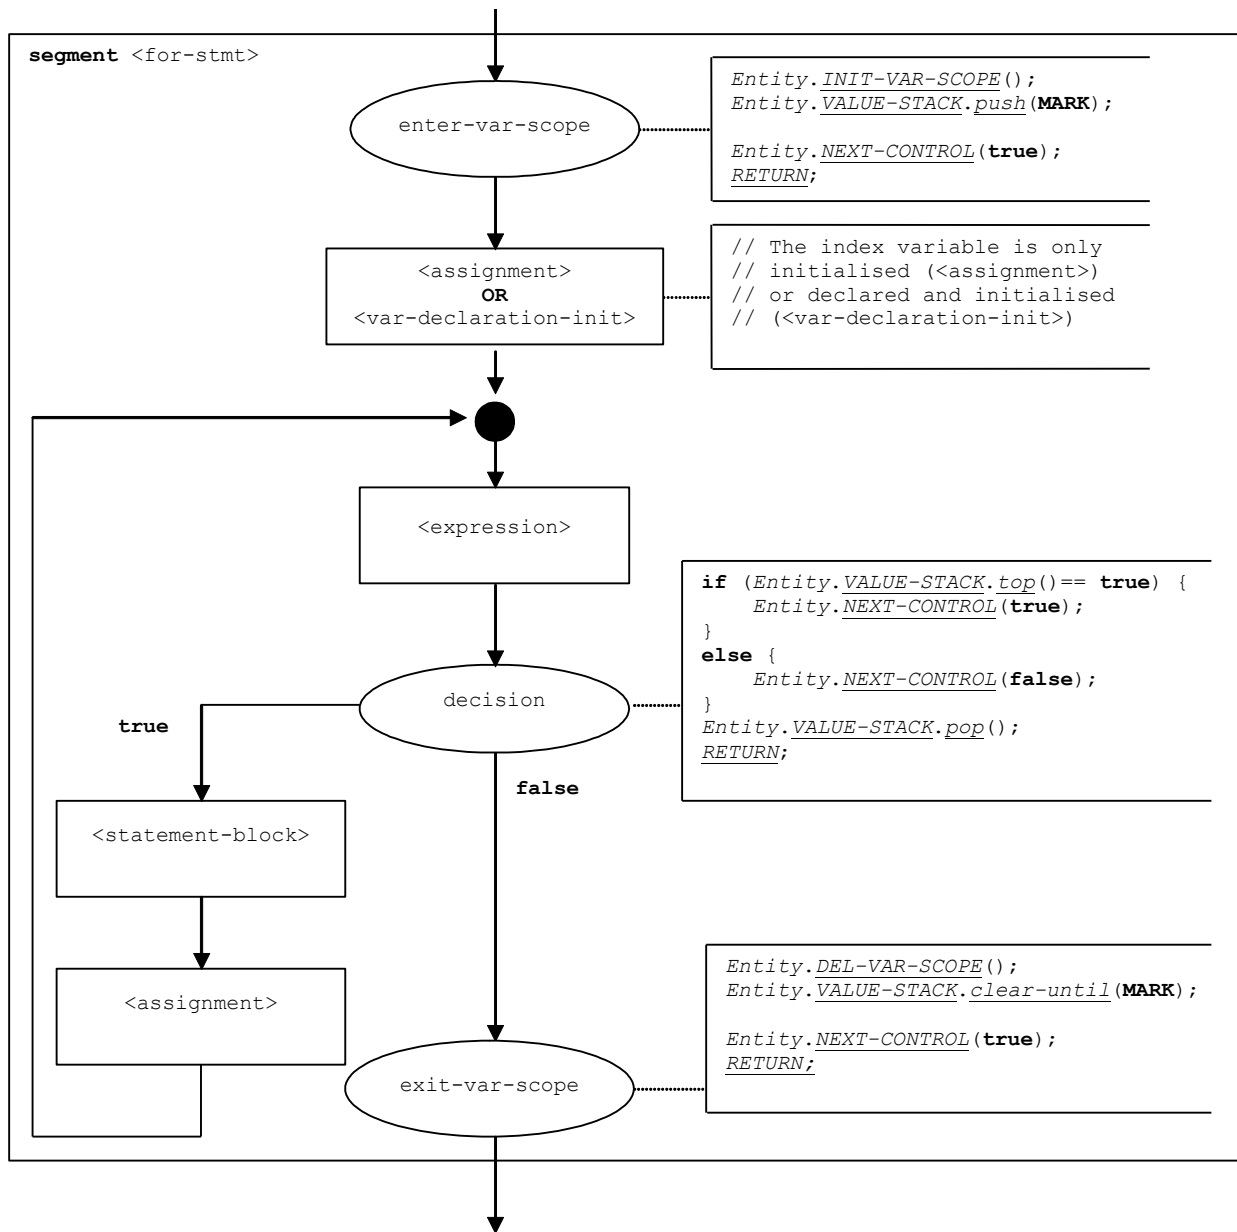 segment <for-stmt>
enter-var-scope
Entity.INIT-VAR-SCOPE();
Entity.VALUE-STACK.push(MARK);
Entity.NEXT-CONTROL(true);
RETURN;
<assignment>
OR
<var-declaration-init>
// The index variable is only
// initialised (<assignment>)
// or declared and initialised
// (<var-declaration-init>)
<expression>
decision
if (Entity.VALUE-STACK.top()== true) {
Entity.NEXT-CONTROL(true);
}
else {
Entity.NEXT-CONTROL(false);
}
Entity.VALUE-STACK.pop();
RETURN;
true
false
<statement-block>
<assignment>
exit-var-scope
Entity.DEL-VAR-SCOPE();
Entity.VALUE-STACK.clear-until(MARK);
Entity.NEXT-CONTROL(true);
RETURN;